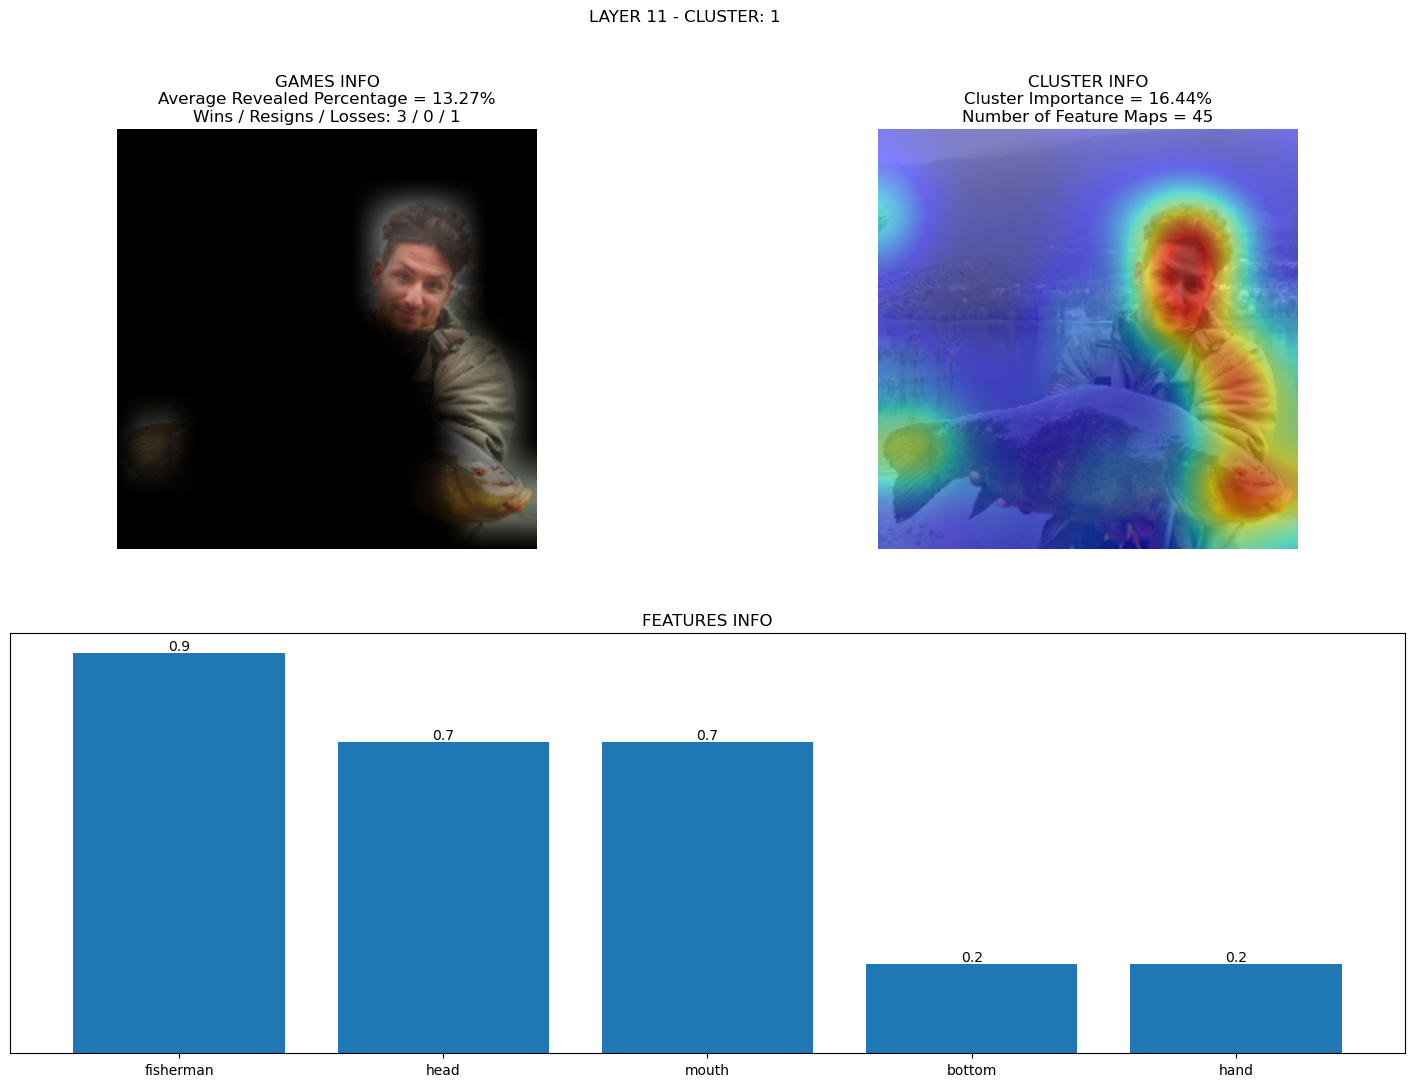 LAYER 11 - CLUSTER: 1
GAMES INFO
Average Revealed Percentage = 13.27%
Wins / Resigns / Losses: 3 / 0 / 1
CLUSTER INFO
Cluster Importance = 16.44%
Number of Feature Maps = 45
FEATURES INFO
0.9
0.7
0.7
0.2
0.2
fisherman
head
mouth
bottom
hand